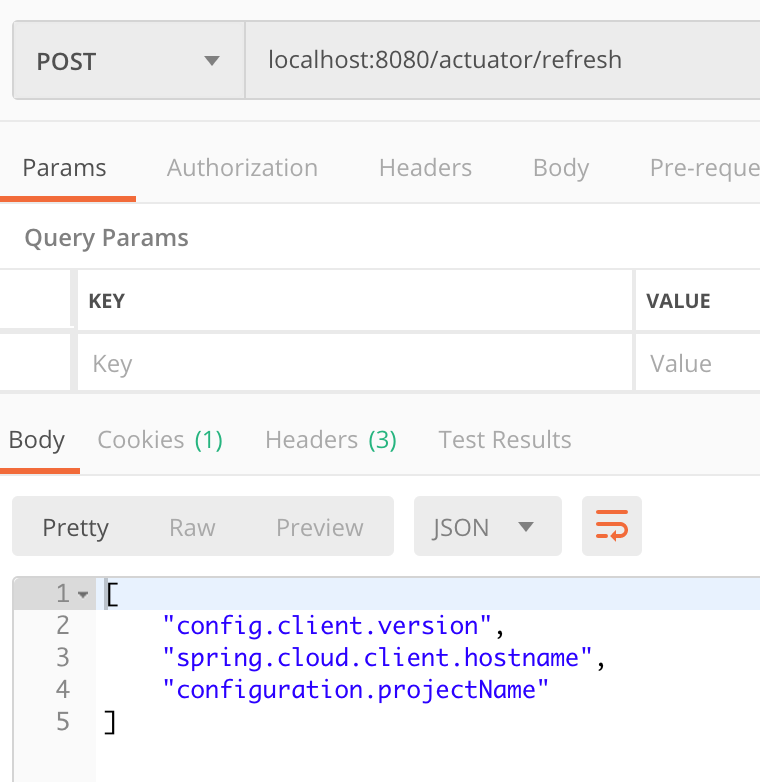 POST localhost:8080/actuator/refresh
Params Authorization Headers Body Pre-reque
Query Params
KEY VALUE
Key Value
Body Cookies (1) Headers (3) Test Results
Pretty Raw Preview JSON
1 [
2 "config.client.version",
3 "spring.cloud.client.hostname",
4 "configuration.projectName"
5 ]